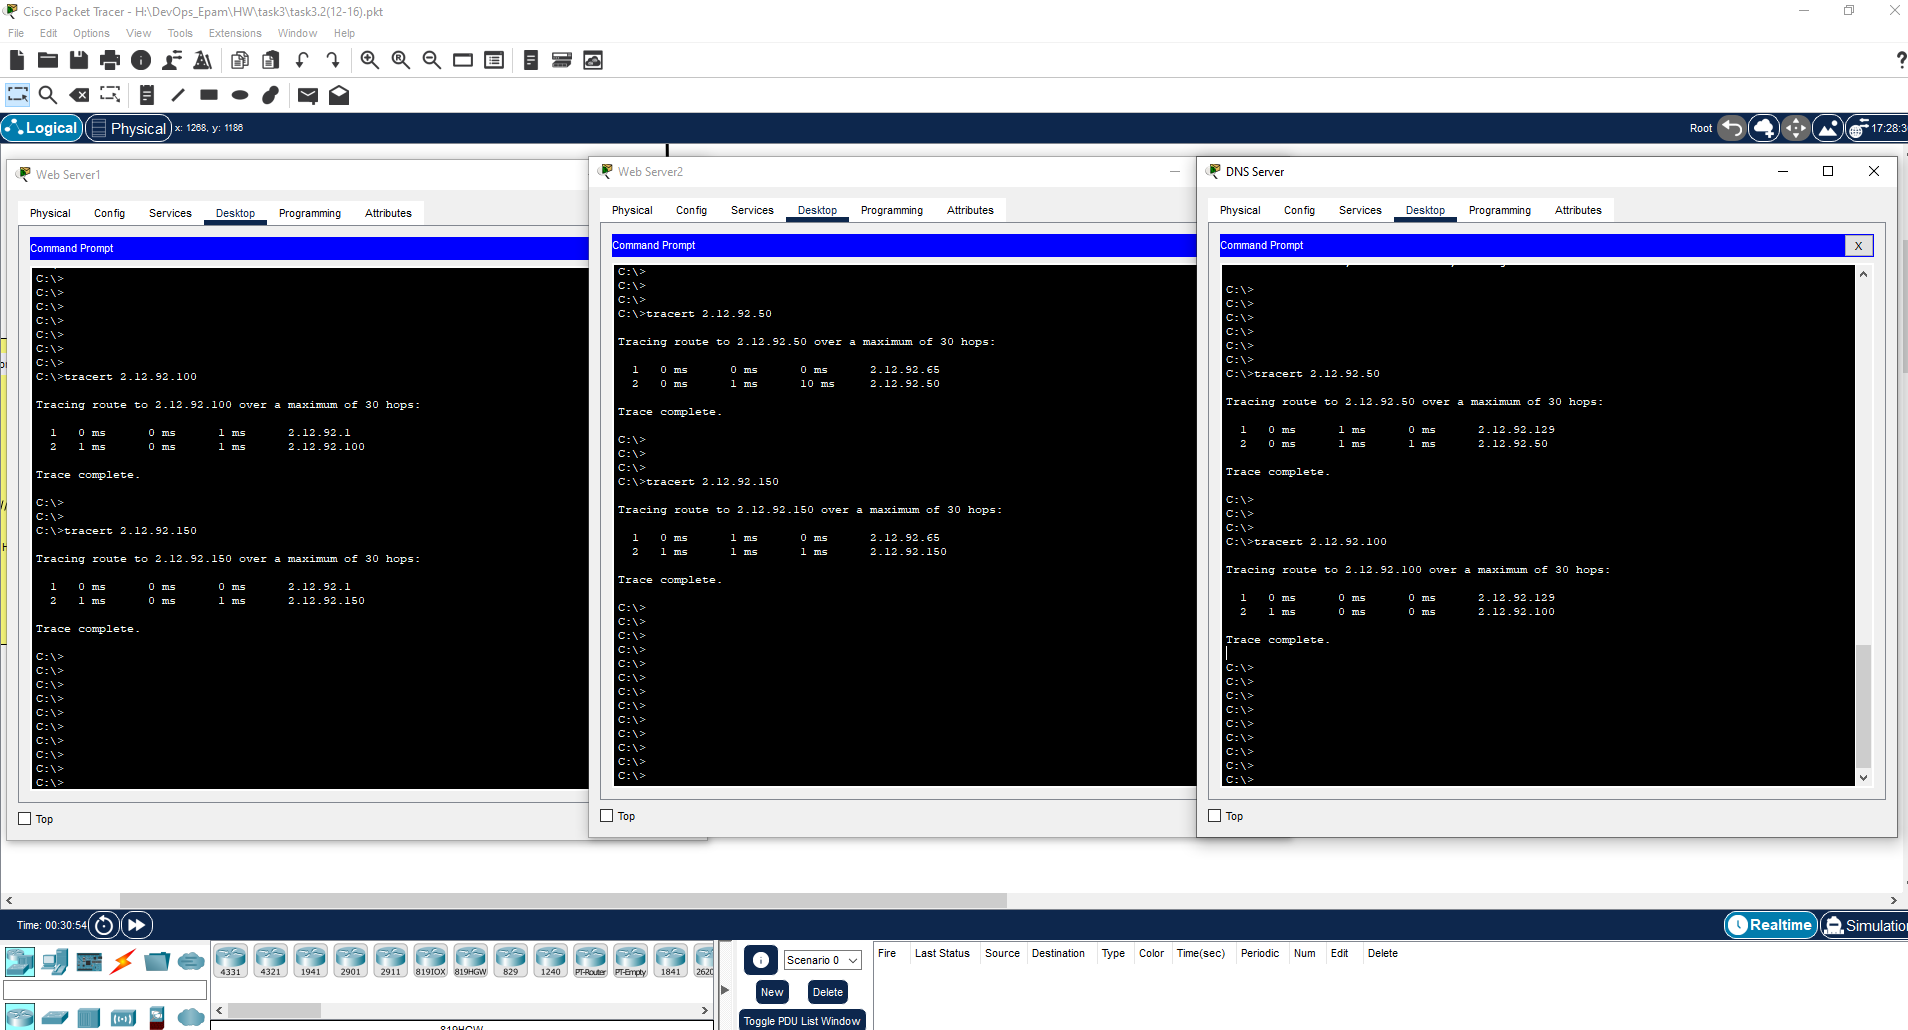 Cisco Packet Tracer - H:\DevOps_Epam\HW\task3\task3.2(12-16).pkt
File Edit Options View Tools Extensions Window Help
?
Logical Physical x: 1268, y: 1186 Root 17:28:3
Web Server1
Physical Config Services Desktop Programming Attributes
Command Prompt
C:\>
C:\>
C:\>
C:\>
C:\>
C:\>
C:\>
C:\>tracert 2.12.92.100
Tracing route to 2.12.92.100 over a maximum of 30 hops:
1 0 ms 0 ms 1 ms 2.12.92.1
2 1 ms 0 ms 1 ms 2.12.92.100
Trace complete.
C:\>
C:\>
C:\>tracert 2.12.92.150
Tracing route to 2.12.92.150 over a maximum of 30 hops:
1 0 ms 0 ms 0 ms 2.12.92.1
2 1 ms 0 ms 1 ms 2.12.92.150
Trace complete.
C:\>
C:\>
C:\>
C:\>
C:\>
C:\>
C:\>
C:\>
C:\>
C:\>
Top
Web Server2
Physical Config Services Desktop Programming Attributes
Command Prompt
C:\>
C:\>
C:\>
C:\>tracert 2.12.92.50
Tracing route to 2.12.92.50 over a maximum of 30 hops:
1 0 ms 0 ms 0 ms 2.12.92.65
2 0 ms 1 ms 10 ms 2.12.92.50
Trace complete.
C:\>
C:\>
C:\>
C:\>tracert 2.12.92.150
Tracing route to 2.12.92.150 over a maximum of 30 hops:
1 0 ms 1 ms 0 ms 2.12.92.65
2 1 ms 1 ms 1 ms 2.12.92.150
Trace complete.
C:\>
C:\>
C:\>
C:\>
C:\>
C:\>
C:\>
C:\>
C:\>
C:\>
C:\>
C:\>
C:\>
Top
DNS Server
Physical Config Services Desktop Programming Attributes
Command Prompt X
C:\>
C:\>
C:\>
C:\>
C:\>
C:\>
C:\>tracert 2.12.92.50
Tracing route to 2.12.92.50 over a maximum of 30 hops:
1 0 ms 1 ms 0 ms 2.12.92.129
2 0 ms 1 ms 1 ms 2.12.92.50
Trace complete.
C:\>
C:\>
C:\>
C:\>tracert 2.12.92.100
Tracing route to 2.12.92.100 over a maximum of 30 hops:
1 0 ms 0 ms 0 ms 2.12.92.129
2 1 ms 0 ms 0 ms 2.12.92.100
Trace complete.
C:\>
C:\>
C:\>
C:\>
C:\>
C:\>
C:\>
C:\>
C:\>
Top
Time: 00:30:54 Realtime Simulatio
4331 4321 1941 2901 2911 819IOX 819HGW 829 1240 PT-Router PT-Empty 1841 2620
819HGW
Scenario 0
New Delete
Toggle PDU List Window
Fire Last Status Source Destination Type Color Time(sec) Periodic Num Edit Delete